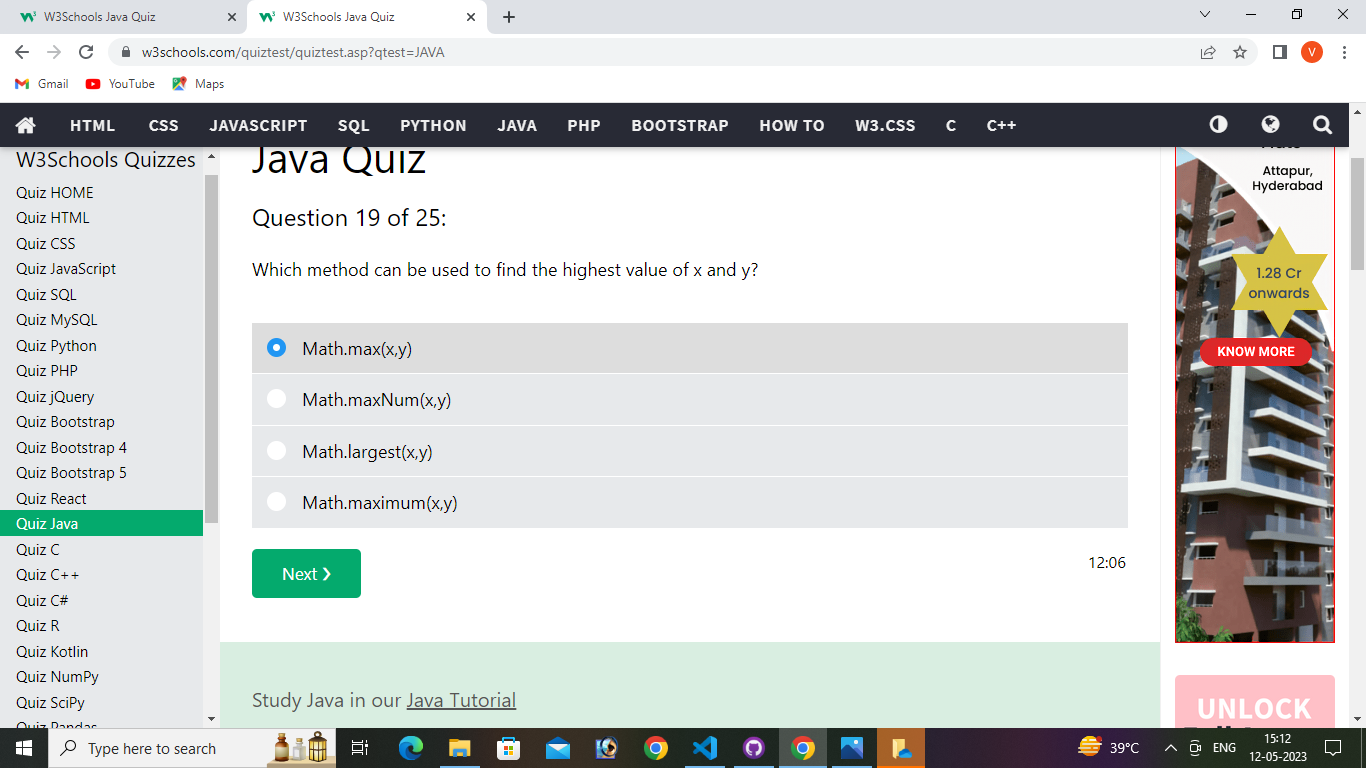 W3Schools Java Quiz
W3Schools Java Quiz
w3schools.com/quiztest/quiztest.asp?qtest=JAVA
V
Gmail
YouTube
Maps
HTML CSS JAVASCRIPT SQL PYTHON JAVA PHP BOOTSTRAP HOW TO W3.CSS C C++
W3Schools Quizzes
Quiz HOME
Quiz HTML
Quiz CSS
Quiz JavaScript
Quiz SQL
Quiz MySQL
Quiz Python
Quiz PHP
Quiz jQuery
Quiz Bootstrap
Quiz Bootstrap 4
Quiz Bootstrap 5
Quiz React
Quiz Java
Quiz C
Quiz C++
Quiz C#
Quiz R
Quiz Kotlin
Quiz NumPy
Quiz SciPy
Quiz Pandas
Java Quiz
Question 19 of 25:
Which method can be used to find the highest value of x and y?
Math.max(x,y)
Math.maxNum(x,y)
Math.largest(x,y)
Math.maximum(x,y)
Next ❯
12:06
Study Java in our Java Tutorial
Attapur,
Hyderabad
1.28 Cr
onwards
KNOW MORE
UNLOCK
Type here to search
39°C
ENG
15:12
12-05-2023